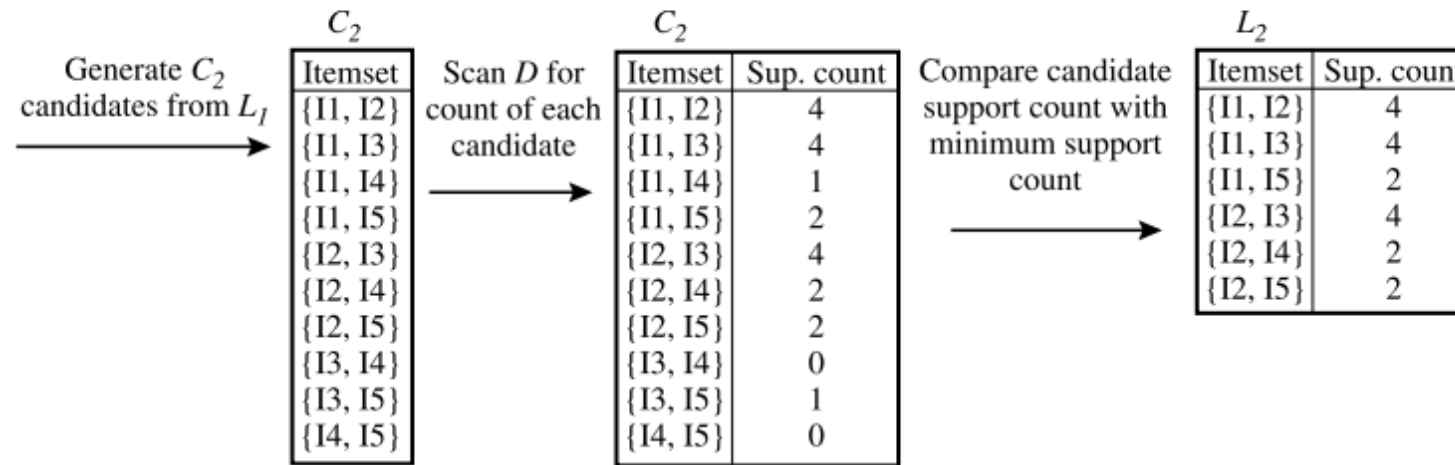 Generate C2
candidates from L1
C2
Itemset
{I1, I2}
{I1, I3}
{I1, I4}
{I1, I5}
{I2, I3}
{I2, I4}
{I2, I5}
{I3, I4}
{I3, I5}
{I4, I5}
Scan D for
count of each
candidate
C2
Itemset Sup. count
{I1, I2} 4
{I1, I3} 4
{I1, I4} 1
{I1, I5} 2
{I2, I3} 4
{I2, I4} 2
{I2, I5} 2
{I3, I4} 0
{I3, I5} 1
{I4, I5} 0
Compare candidate
support count with
minimum support
count
L2
Itemset Sup. count
{I1, I2} 4
{I1, I3} 4
{I1, I5} 2
{I2, I3} 4
{I2, I4} 2
{I2, I5} 2